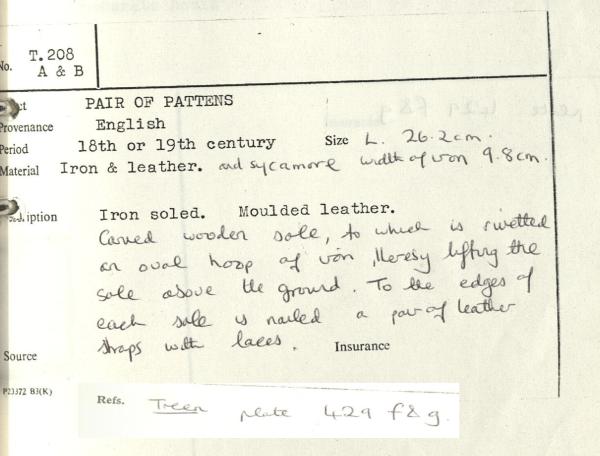 No. T.208
A & B
ct PAIR OF PATTENS
Provenance English
Period 18th or 19th century Size L. 26.2cm.
Material Iron & leather. and sycamore width of iron 9.8cm.
iption Iron soled. Moulded leather.
Carved wooden sole, to which is rivetted
an oval hoop of iron, thereby lifting the
sole above the ground. To the edges of
each sole is nailed a pair of leather
straps with laces.
Source Insurance
P23372 B3(K)
Refs. Treen plate 429 f & g.